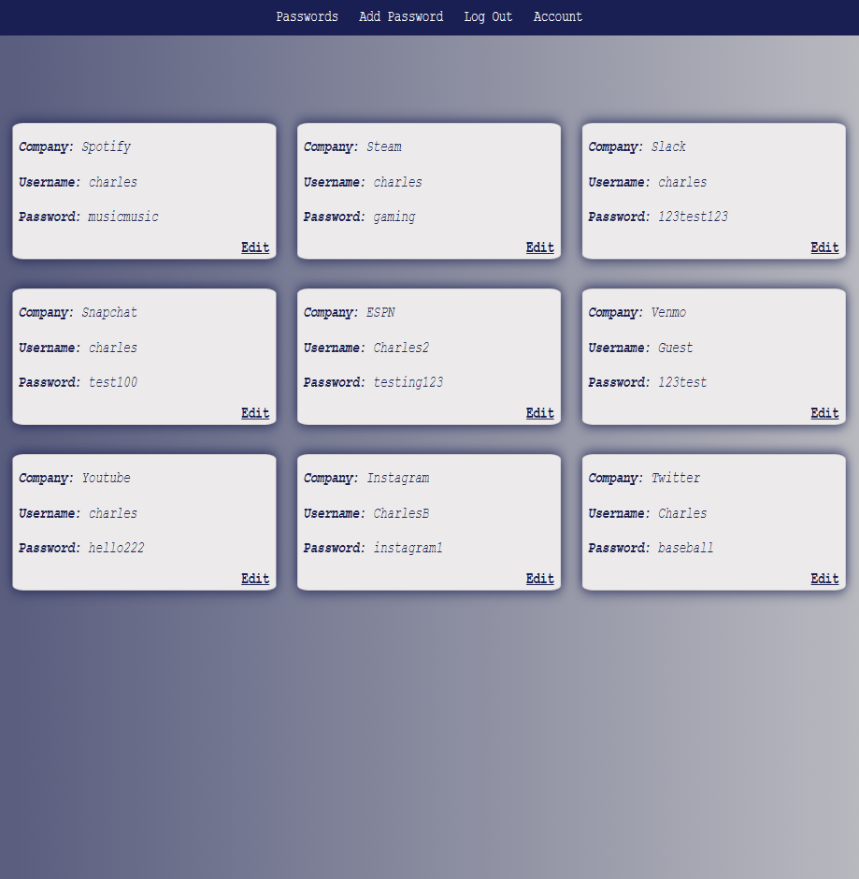 Passwords Add Password Log Out Account
Company: Spotify
Username: charles
Password: musicmusic
Edit
Company: Steam
Username: charles
Password: gaming
Edit
Company: Slack
Username: charles
Password: 123test123
Edit
Company: Snapchat
Username: charles
Password: test100
Edit
Company: ESPN
Username: Charles2
Password: testing123
Edit
Company: Venmo
Username: Guest
Password: 123test
Edit
Company: Youtube
Username: charles
Password: hello222
Edit
Company: Instagram
Username: CharlesB
Password: instagram1
Edit
Company: Twitter
Username: Charles
Password: baseball
Edit